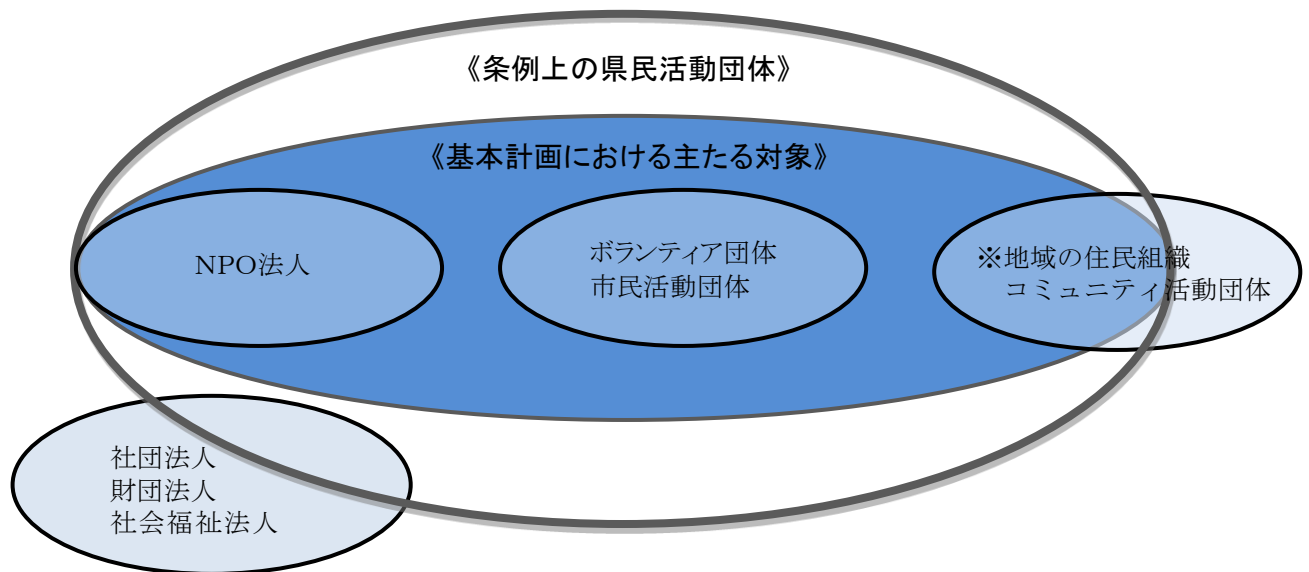 《条例上の県民活動団体》
《基本計画における主たる対象》
NPO法人
ボランティア団体
市民活動団体
※地域の住民組織
コミュニティ活動団体
社団法人
財団法人
社会福祉法人